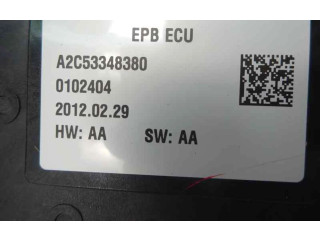 EPB ECU
A2C53348380
0102404
2012.02.29
HW: AA SW: AA